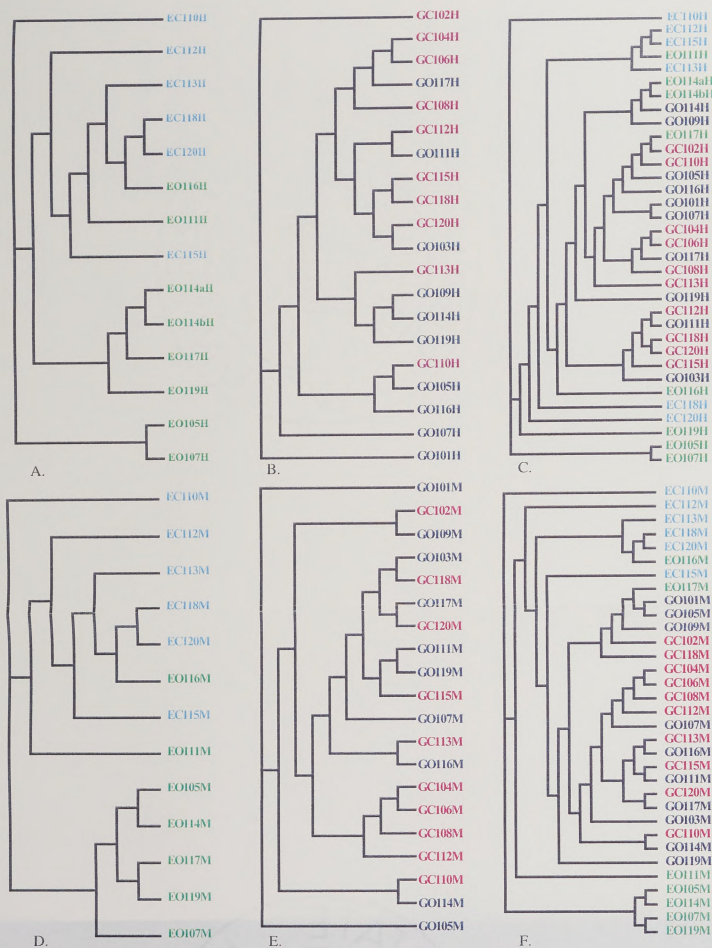 EC110H
EC112H
EC113H
EC118H
EC120H
EO116H
EO111H
EC115H
EO114aH
EO114bH
EO117H
EO119H
EO105H
EO107H
A.
GC102H
GC104H
GC106H
GO117H
GC108H
GC112H
GO111H
GC115H
GC118H
GC120H
GO103H
GC113H
GO109H
GO114H
GO119H
GC110H
GO105H
GO116H
GO107H
GO101H
B.
EC110H
EC112H
EC115H
EO111H
EC113H
EO114aH
EO114bH
GO114H
GO109H
EO117H
GC102H
GC110H
GO105H
GO116H
GO101H
GO107H
GC104H
GC106H
GO117H
GC108H
GC113H
GO119H
GC112H
GO111H
GC118H
GC120H
GC115H
GO103H
EO116H
EC118H
EC120H
EO119H
EO105H
EO107H
C.
EC110M
EC112M
EC113M
EC118M
EC120M
EO116M
EC115M
EO111M
EO105M
EO114M
EO117M
EO119M
EO107M
D.
GO101M
GC102M
GO109M
GO103M
GC118M
GO117M
GC120M
GO111M
GO119M
GC115M
GO107M
GC113M
GO116M
GC104M
GC106M
GC108M
GC112M
GC110M
GO114M
GO105M
E.
EC110M
EC112M
EC113M
EC118M
EC120M
EO116M
EC115M
EO117M
GO101M
GO105M
GO109M
GC102M
GC118M
GC104M
GC106M
GC108M
GC112M
GO107M
GC113M
GO116M
GC115M
GO111M
GC120M
GO117M
GO103M
GC110M
GO114M
GO119M
EO111M
EO105M
EO114M
EO107M
EO119M
F.